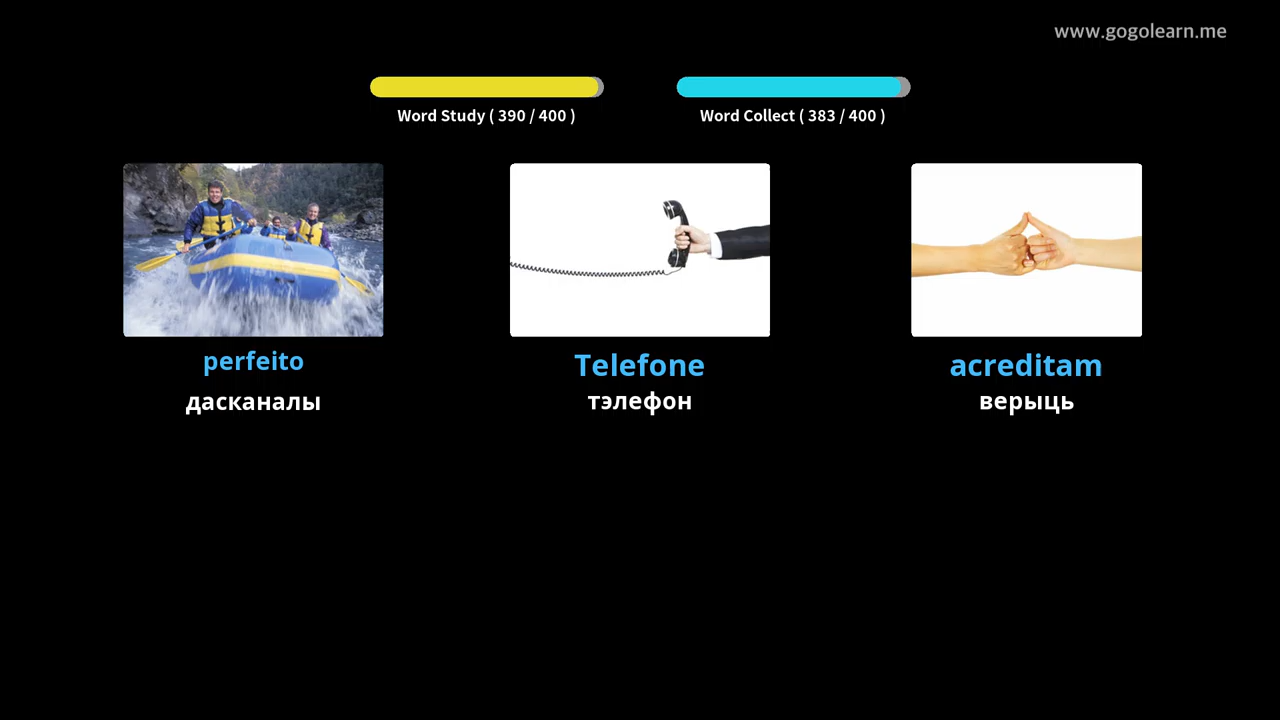 www.gogolearn.me
Word Study ( 390 / 400 )
Word Collect ( 383 / 400 )
perfeito
Telefone
acreditam
дасканалы
тэлефон
верыць